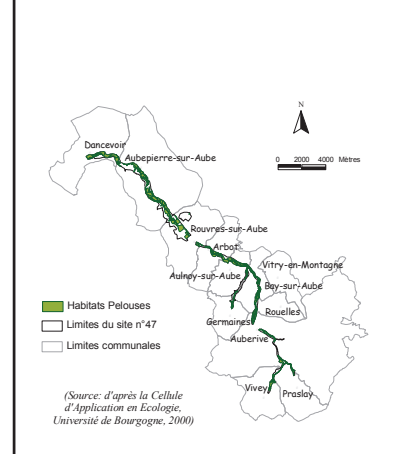 N
0 2000 4000 Mètres
Dancevoir
Aubepierre-sur-Aube
Rouvres-sur-Aube
Arbot
Vitry-en-Montagne
Aulnoy-sur-Aube
Bay-sur-Aube
Rouelles
Germaines
Auberive
Vivey
Praslay
Habitats Pelouses
Limites du site n°47
Limites communales
(Source: d'après la Cellule
d'Application en Ecologie,
Université de Bourgogne, 2000)